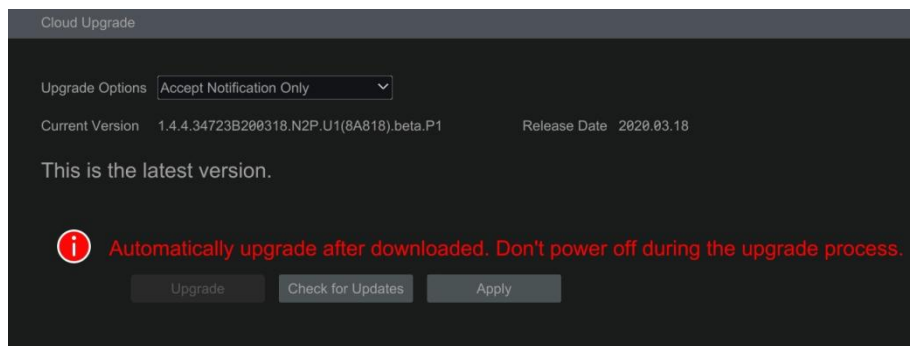 Cloud Upgrade
Upgrade Options Accept Notification Only
Current Version 1.4.4.34723B200318.N2P.U1(8A818).beta.P1 Release Date 2020.03.18
This is the latest version.
Automatically upgrade after downloaded. Don't power off during the upgrade process.
Upgrade Check for Updates Apply